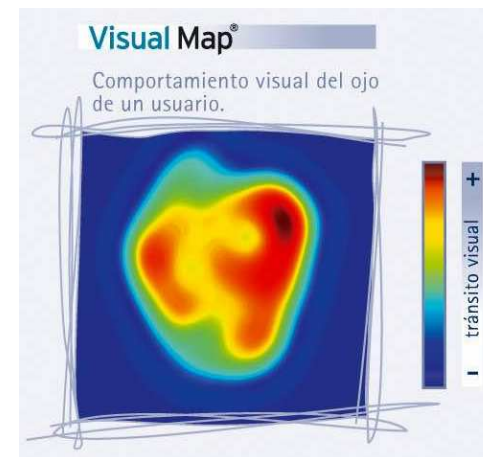 Visual Map®
Comportamiento visual del ojo
de un usuario.
+
tránsito visual
-